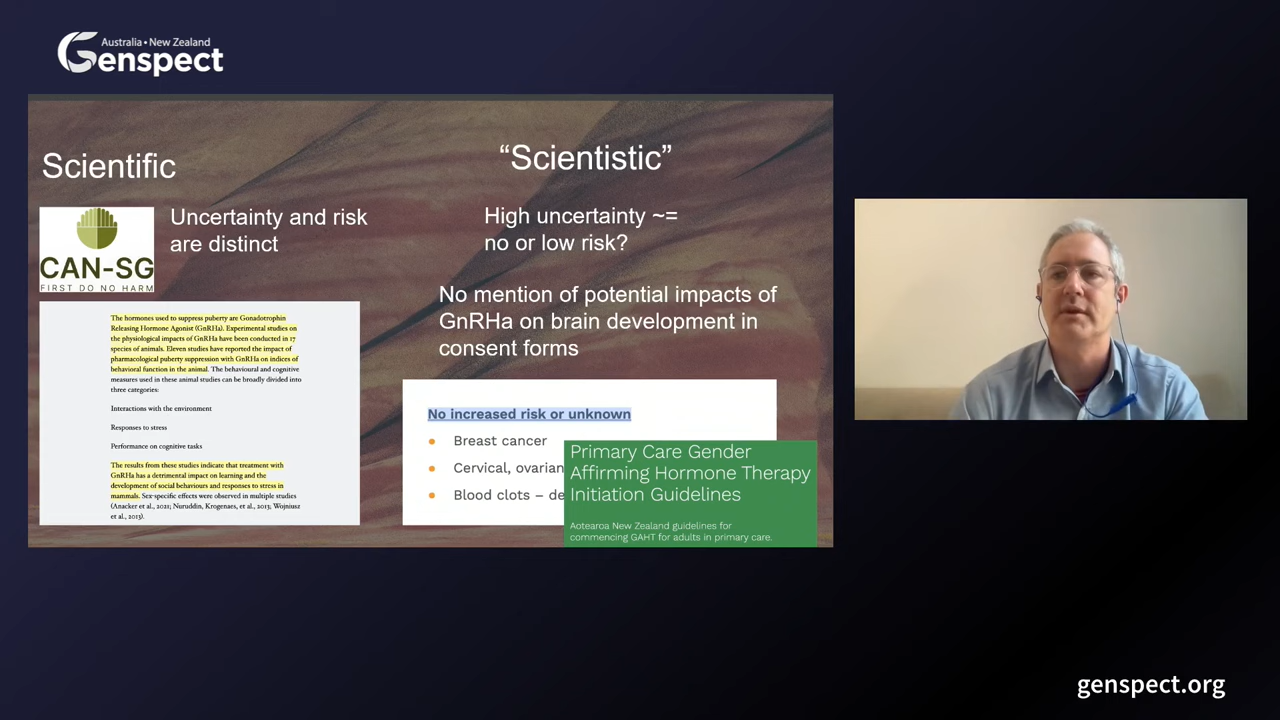 Australia • New Zealand
Genspect
Scientific
CAN-SG
FIRST DO NO HARM
Uncertainty and risk
are distinct
The hormones used to suppress puberty are Gonadotrophin
Releasing Hormone Agonist (GnRHa). Experimental studies on
the physiological impacts of GnRHa have been conducted in 17
species of animals. Eleven studies have reported the impact of
pharmacological puberty suppression with GnRHa on indices of
behavioral function in the animal. The behavioural and cognitive
measures used in these animal studies can be broadly divided into
three categories:
Interactions with the environment
Responses to stress
Performance on cognitive tasks
The results from these studies indicate that treatment with
GnRHa has a detrimental impact on learning and the
development of social behaviours and responses to stress in
mammals. Sex-specific effects were observed in multiple studies
(Anacker et al., 2021; Nuruddin, Krogenaes, et al., 2013; Wojniusz
et al., 2013).
“Scientistic”
High uncertainty ~=
no or low risk?
No mention of potential impacts of
GnRHa on brain development in
consent forms
No increased risk or unknown
• Breast cancer
• Cervical, ovarian
• Blood clots – de
Primary Care Gender
Affirming Hormone Therapy
Initiation Guidelines
Aotearoa New Zealand guidelines for
commencing GAHT for adults in primary care.
genspect.org